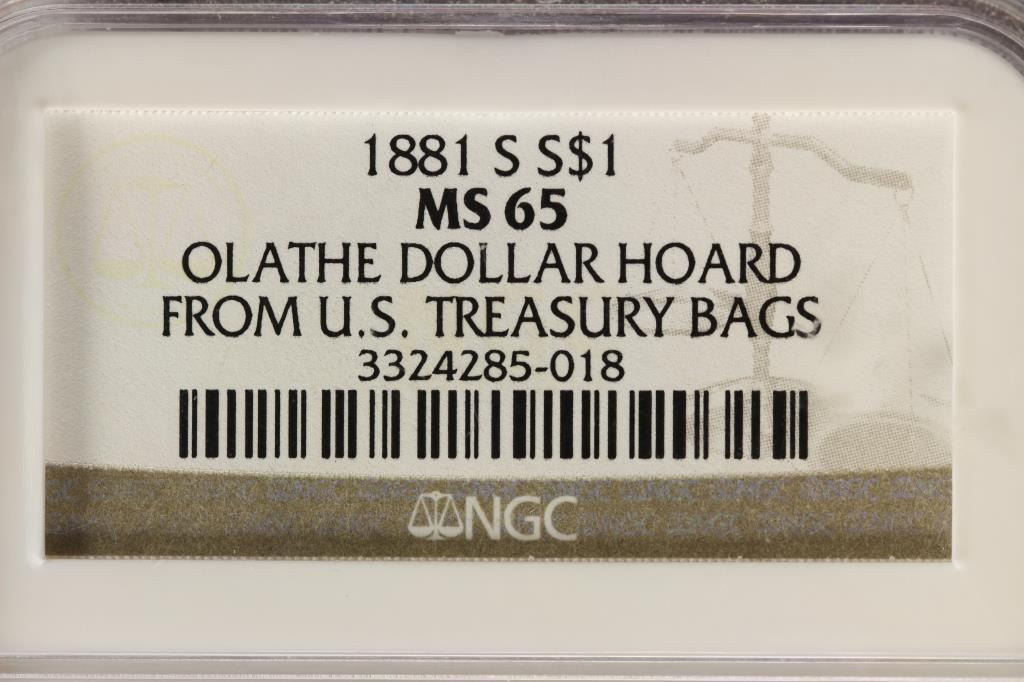 1881 S S$1
MS 65
OLATHE DOLLAR HOARD
FROM U.S. TREASURY BAGS
3324285-018
NGC